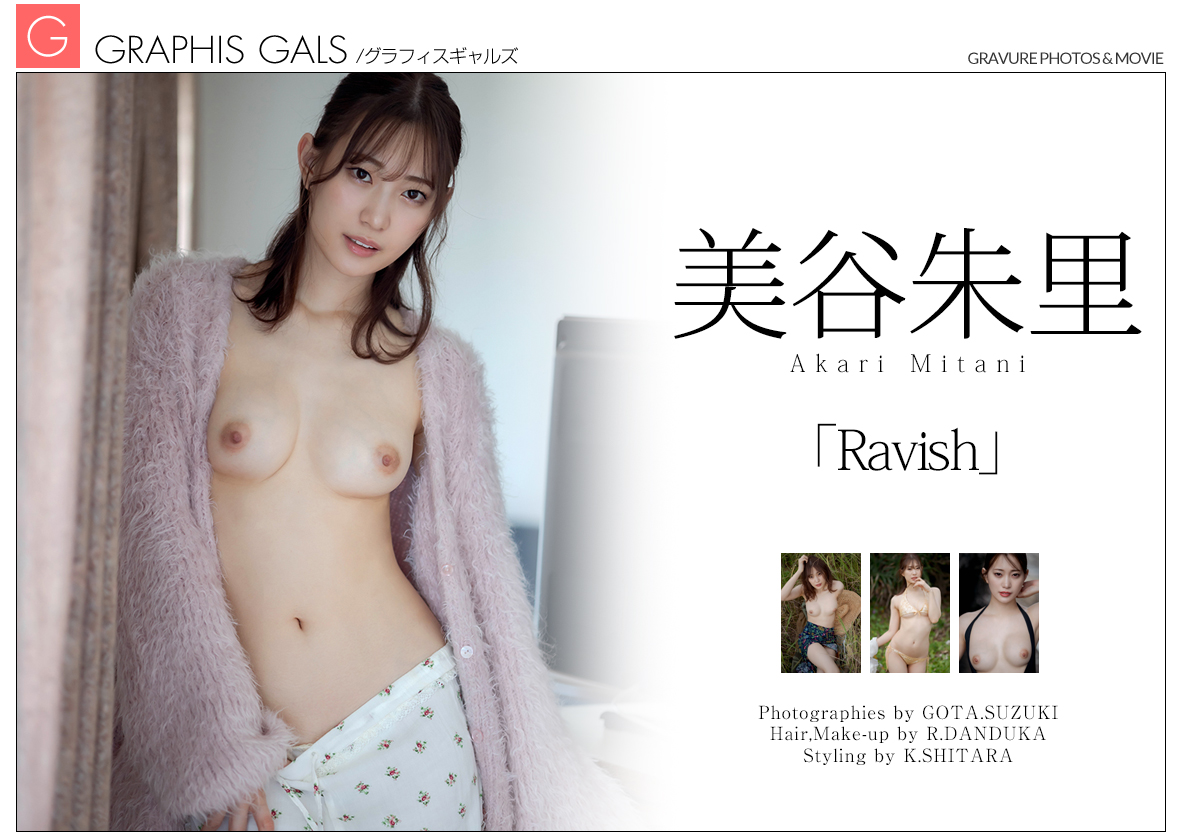 G
GRAPHIS GALS /グラフィスギャルズ
GRAVURE PHOTOS & MOVIE
美谷朱里
Akari Mitani
「Ravish」
Photographies by GOTA.SUZUKI
Hair,Make-up by R.DANDUKA
Styling by K.SHITARA